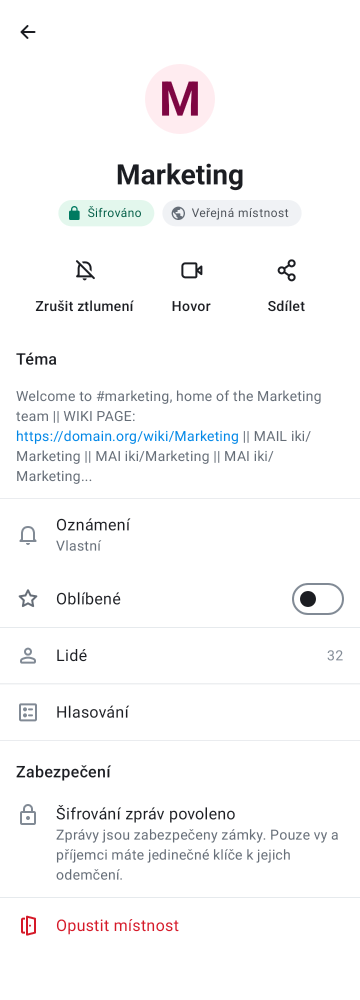 M
Marketing
Šifrováno
Veřejná místnost
Zrušit ztlumení
Hovor
Sdílet
Téma
Welcome to #marketing, home of the Marketing
team || WIKI PAGE:
https://domain.org/wiki/Marketing || MAIL iki/
Marketing || MAI iki/Marketing || MAI iki/
Marketing...
Oznámení
Vlastní
Oblíbené
Lidé
32
Hlasování
Zabezpečení
Šifrování zpráv povoleno
Zprávy jsou zabezpečeny zámky. Pouze vy a
příjemci máte jedinečné klíče k jejich
odemčení.
Opustit místnost